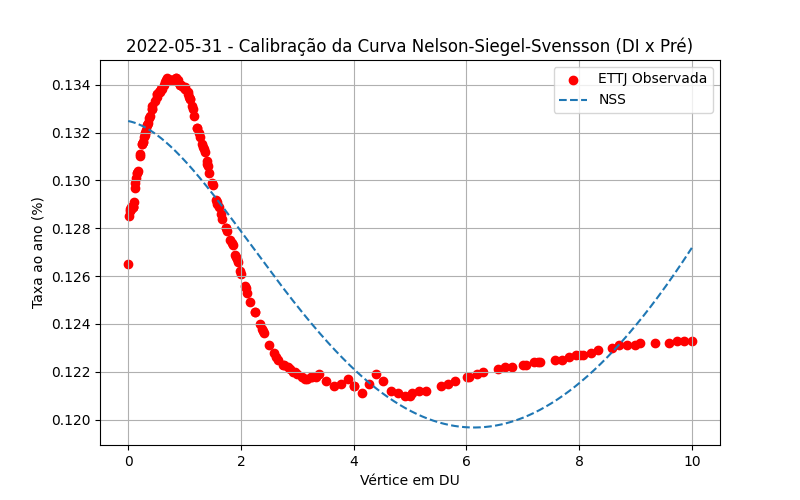 2022-05-31 - Calibração da Curva Nelson-Siegel-Svensson (DI x Pré)
ETTJ Observada
NSS
Taxa ao ano (%)
0.134
0.132
0.130
0.128
0.126
0.124
0.122
0.120
0 2 4 6 8 10
Vértice em DU